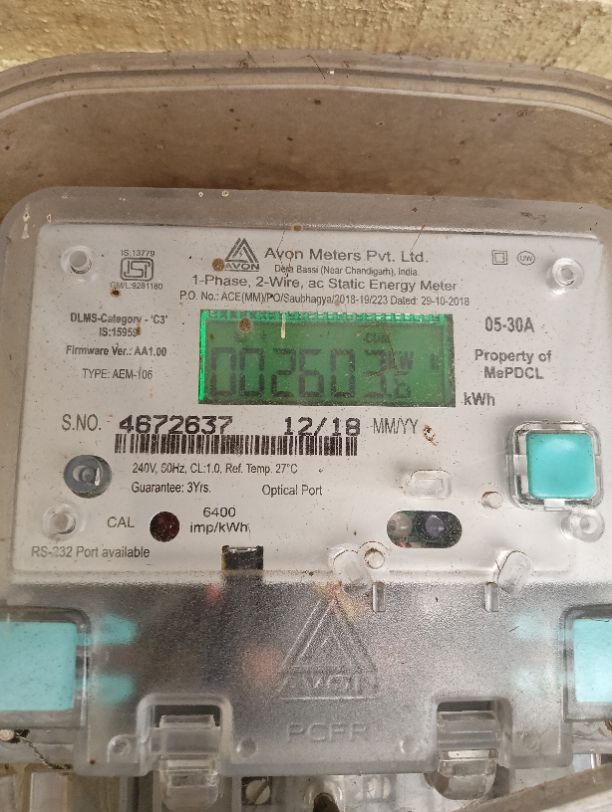 IS:13779
CM/L:9281180
AVON
Avon Meters Pvt. Ltd.
Dera Bassi (Near Chandigarh), India.
1-Phase, 2-Wire, ac Static Energy Meter
P.O. No.: ACE(MM)/PO/Saubhagya/2018-19/223 Dated: 29-10-2018
UW
DLMS-Category - 'C3'
IS:15959
Firmware Ver.: AA1.00
TYPE: AEM-106
CUM
002603.6
kW
05-30A
Property of
MePDCL
kWh
S.NO. 4672637 12/18 MM/YY
240V, 50Hz, CL:1.0, Ref. Temp. 27°C
Guarantee: 3Yrs. Optical Port
CAL 6400
imp/kWh
RS-232 Port available
AVON